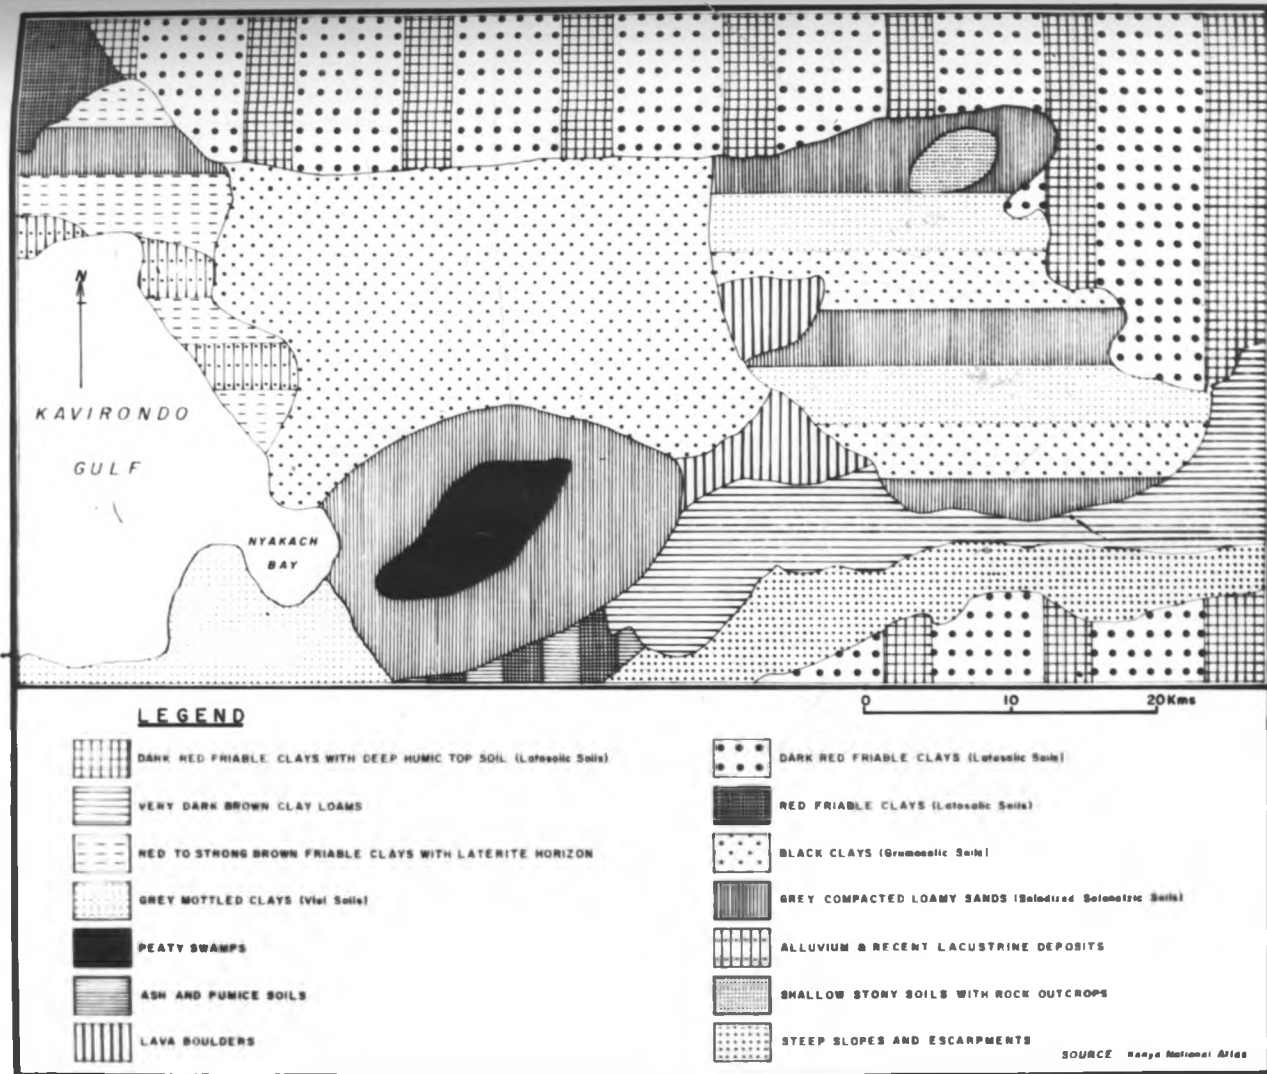 N
KAVIRONDO
GULF
NYAKACH
BAY
0 10 20Kms
LEGEND
DARK RED FRIABLE CLAYS WITH DEEP HUMIC TOP SOIL (Latosolic Soils)
VERY DARK BROWN CLAY LOAMS
RED TO STRONG BROWN FRIABLE CLAYS WITH LATERITE HORIZON
GREY MOTTLED CLAYS (Vlei Soils)
PEATY SWAMPS
ASH AND PUMICE SOILS
LAVA BOULDERS
DARK RED FRIABLE CLAYS (Latosolic Soils)
RED FRIABLE CLAYS (Latosolic Soils)
BLACK CLAYS (Grumosolic Soils)
GREY COMPACTED LOAMY SANDS (Solodized Solonetzic Soils)
ALLUVIUM & RECENT LACUSTRINE DEPOSITS
SHALLOW STONY SOILS WITH ROCK OUTCROPS
STEEP SLOPES AND ESCARPMENTS
SOURCE Kenya National Atlas